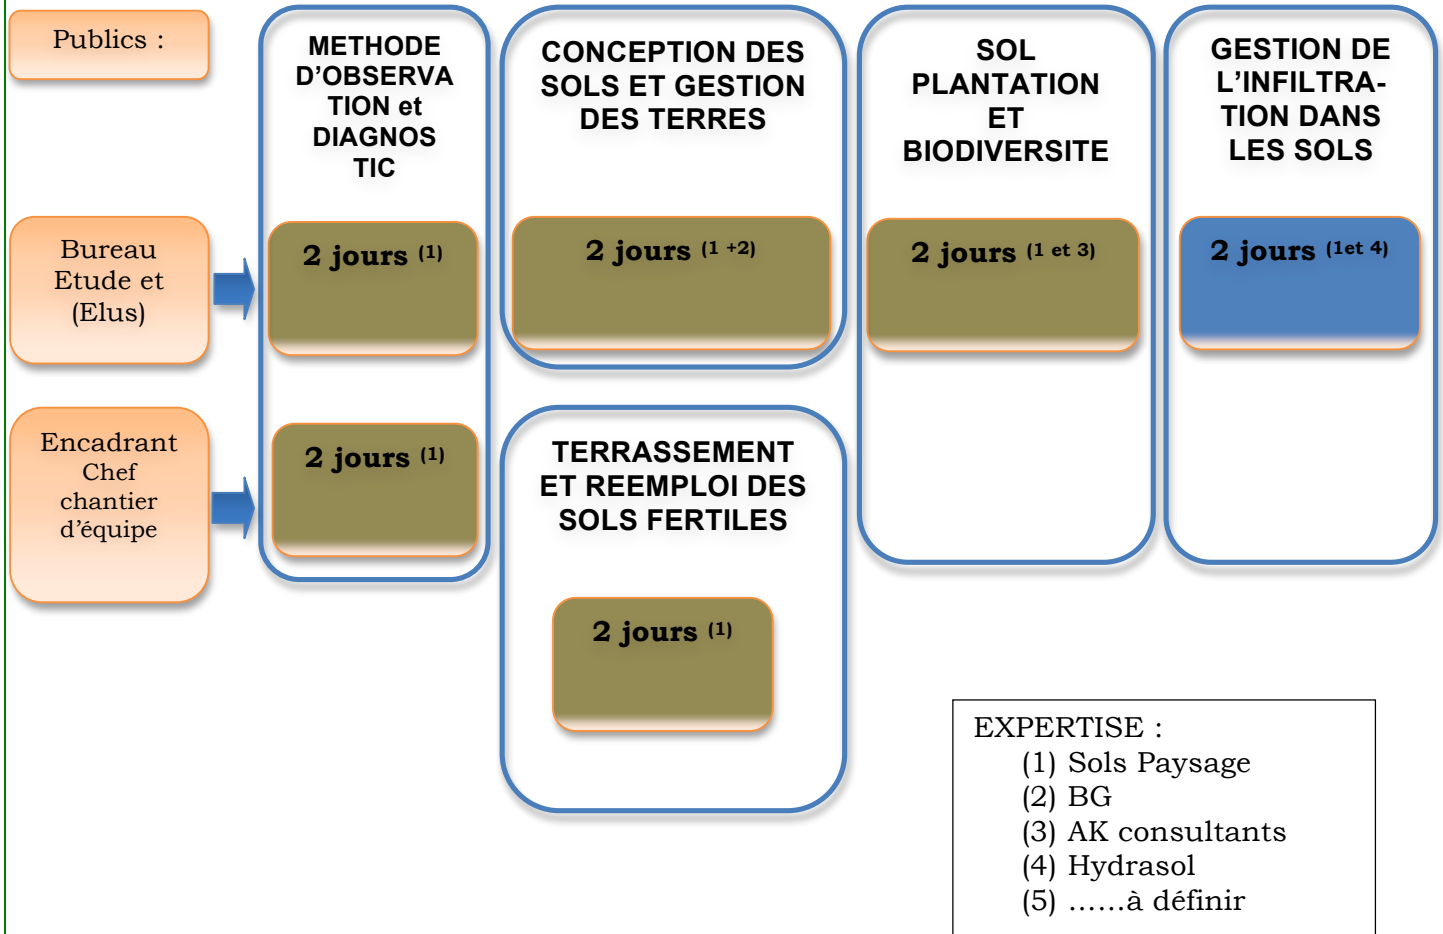 Publics :
METHODE
D’OBSERVA
TION et
DIAGNOS
TIC
CONCEPTION DES
SOLS ET GESTION
DES TERRES
SOL
PLANTATION
ET
BIODIVERSITE
GESTION DE
L’INFILTRA-
TION DANS
LES SOLS
Bureau
Etude et
(Elus)
2 jours (1)
2 jours (1 +2)
2 jours (1 et 3)
2 jours (1et 4)
Encadrant
Chef
chantier
d’équipe
2 jours (1)
TERRASSEMENT
ET REEMPLOI DES
SOLS FERTILES
2 jours (1)
EXPERTISE :
(1) Sols Paysage
(2) BG
(3) AK consultants
(4) Hydrasol
(5) ……à définir